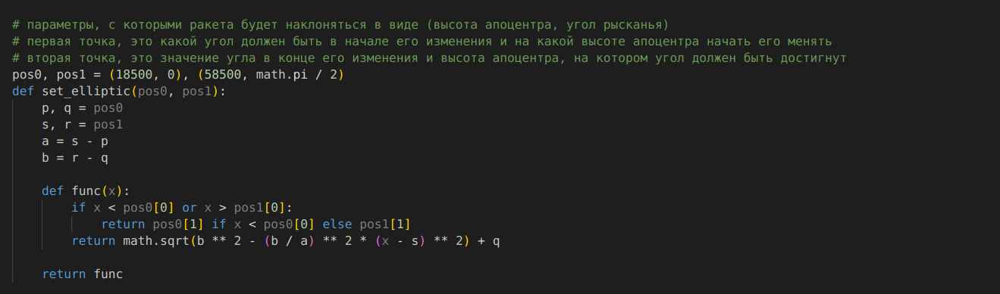 # параметры, с которыми ракета будет наклоняться в виде (высота апоцентра, угол рысканья)
# первая точка, это какой угол должен быть в начале его изменения и на какой высоте апоцентра начать его менять
# вторая точка, это значение угла в конце его изменения и высота апоцентра, на котором угол должен быть достигнут
pos0, pos1 = (18500, 0), (58500, math.pi / 2)
def set_elliptic(pos0, pos1):
    p, q = pos0
    s, r = pos1
    a = s - p
    b = r - q
    def func(x):
        if x < pos0[0] or x > pos1[0]:
            return pos0[1] if x < pos0[0] else pos1[1]
        return math.sqrt(b ** 2 - (b / a) ** 2 * (x - s) ** 2) + q
    return func